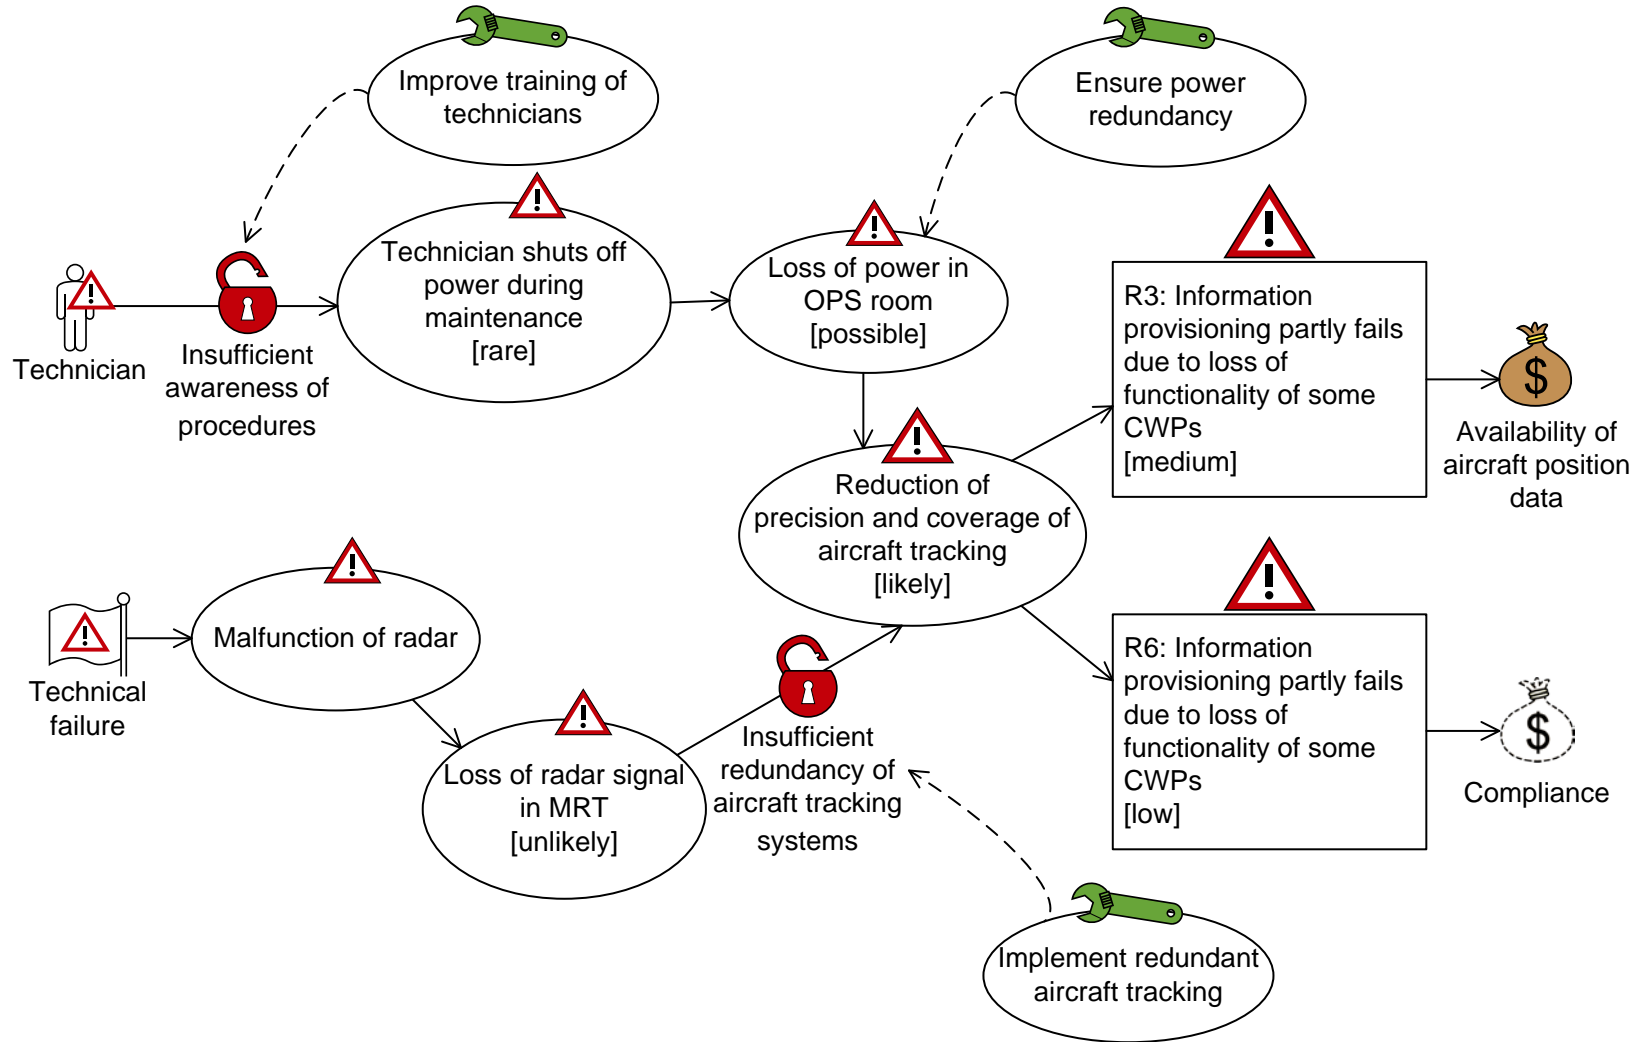 Improve training of
technicians
Ensure power
redundancy
Technician shuts off
power during
maintenance
[rare]
Loss of power in
OPS room
[possible]
R3: Information
provisioning partly fails
due to loss of
functionality of some
CWPs
[medium]
Technician
Insufficient
awareness of
procedures
$
Availability of
aircraft position
data
Reduction of
precision and coverage of
aircraft tracking
[likely]
Malfunction of radar
Technical
failure
R6: Information
provisioning partly fails
due to loss of
functionality of some
CWPs
[low]
$
Compliance
Loss of radar signal
in MRT
[unlikely]
Insufficient
redundancy of
aircraft tracking
systems
Implement redundant
aircraft tracking